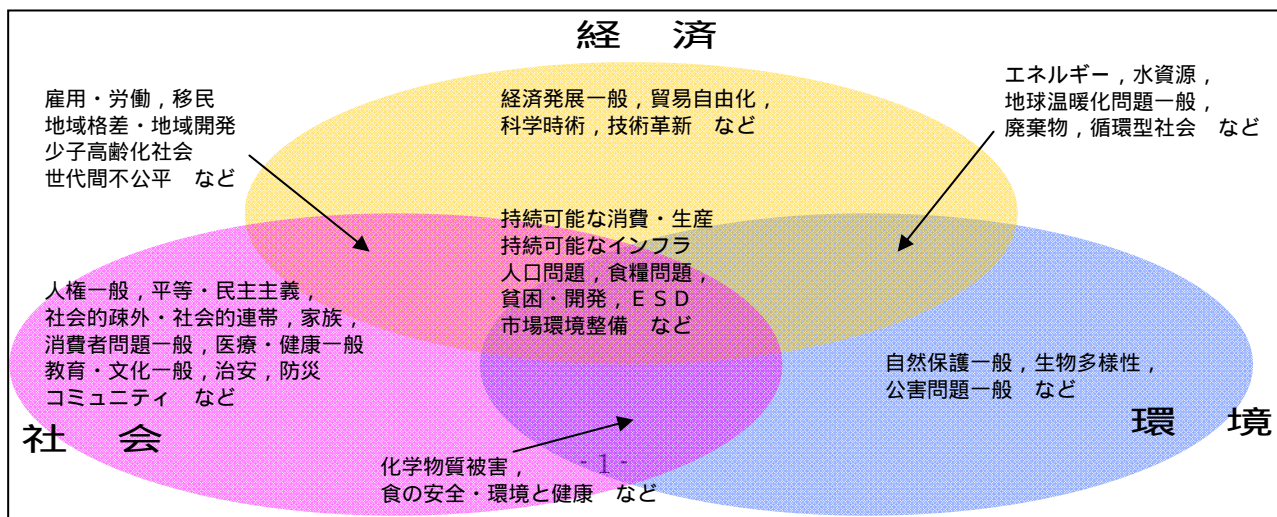 経　済
雇用・労働，移民
地域格差・地域開発
少子高齢化社会
世代間不公平　など
経済発展一般，貿易自由化，
科学時術，技術革新　など
エネルギー，水資源，
地球温暖化問題一般，
廃棄物，循環型社会　など
持続可能な消費・生産
持続可能なインフラ
人口問題，食糧問題，
貧困・開発，ＥＳＤ
市場環境整備　など
人権一般，平等・民主主義，
社会的疎外・社会的連帯，家族，
消費者問題一般，医療・健康一般
教育・文化一般，治安，防災
コミュニティ　など
社　会
自然保護一般，生物多様性，
公害問題一般　など
環　境
化学物質被害，
食の安全・環境と健康　など
- 1 -